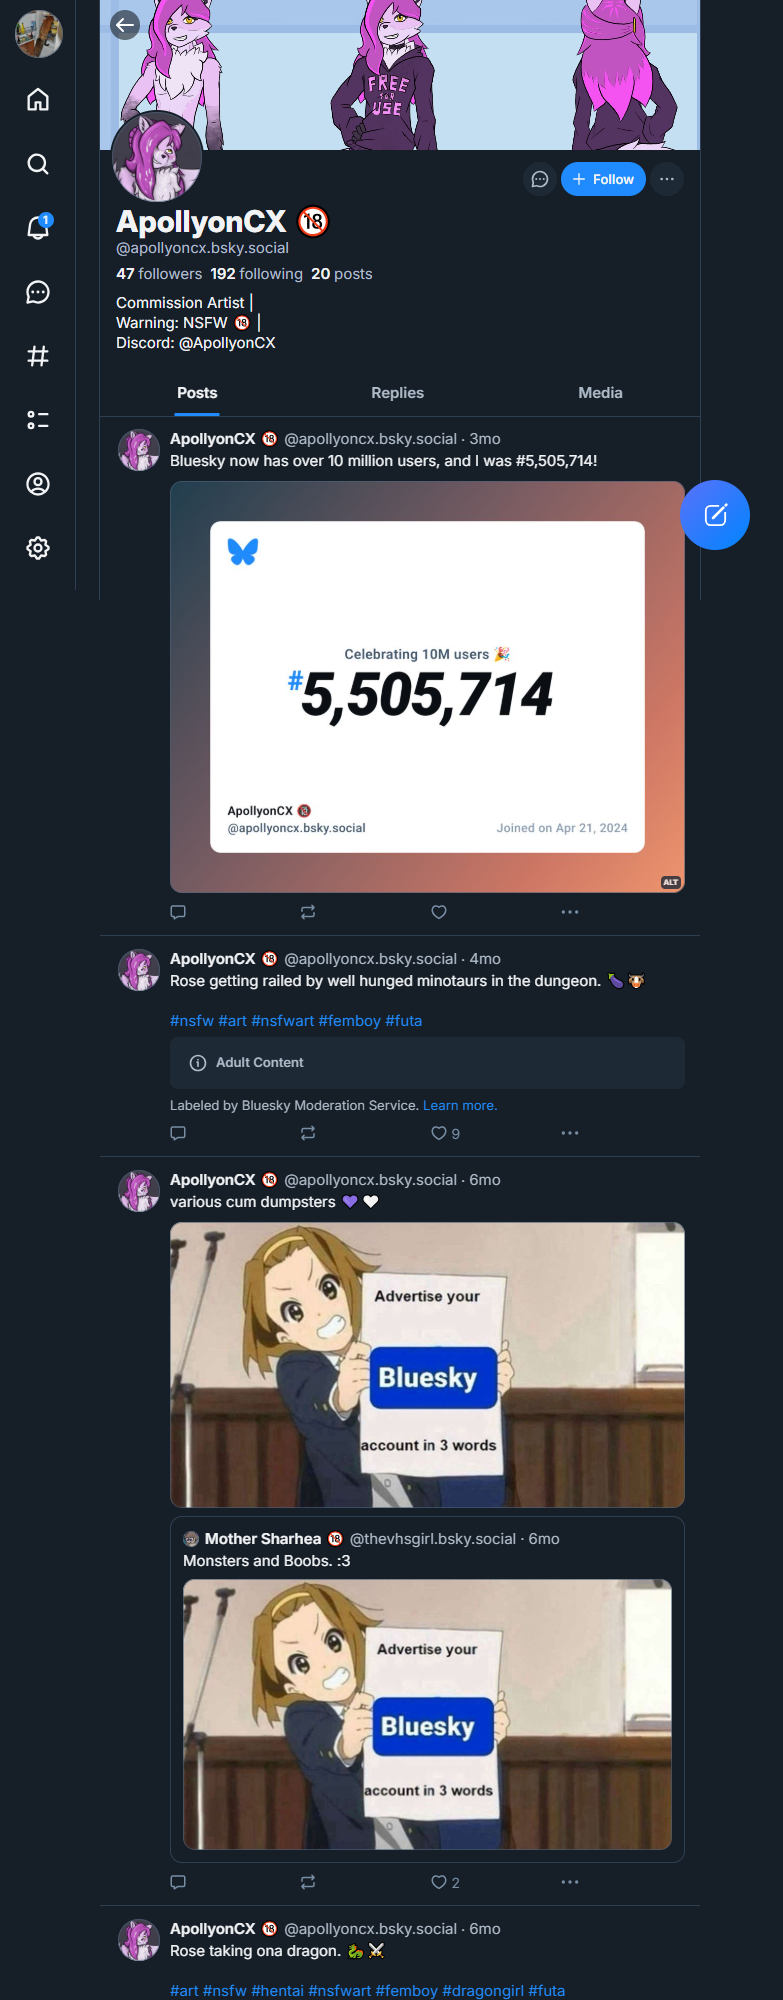 FREE
FOR
USE
1
Follow
ApollyonCX 🔞
@apollyoncx.bsky.social
47 followers 192 following 20 posts
Commission Artist |
Warning: NSFW 🔞 |
Discord: @ApollyonCX
Posts Replies Media
ApollyonCX 🔞 @apollyoncx.bsky.social · 3mo
Bluesky now has over 10 million users, and I was #5,505,714!
Celebrating 10M users 🎉
#5,505,714
ApollyonCX 🔞
@apollyoncx.bsky.social Joined on Apr 21, 2024
ALT
ApollyonCX 🔞 @apollyoncx.bsky.social · 4mo
Rose getting railed by well hunged minotaurs in the dungeon. 🍆 🐮
#nsfw #art #nsfwart #femboy #futa
Adult Content
Labeled by Bluesky Moderation Service. Learn more.
9
ApollyonCX 🔞 @apollyoncx.bsky.social · 6mo
various cum dumpsters 💜 🤍
Advertise your
Bluesky
account in 3 words
Mother Sharhea 🔞 @thevhsgirl.bsky.social · 6mo
Monsters and Boobs. :3
Advertise your
Bluesky
account in 3 words
2
ApollyonCX 🔞 @apollyoncx.bsky.social · 6mo
Rose taking ona dragon. 🐉 ⚔️
#art #nsfw #hentai #nsfwart #femboy #dragongirl #futa